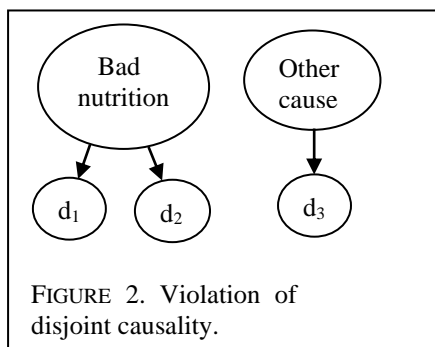 Bad
nutrition
Other
cause
d₁
d₂
d₃
FIGURE 2. Violation of
disjoint causality.